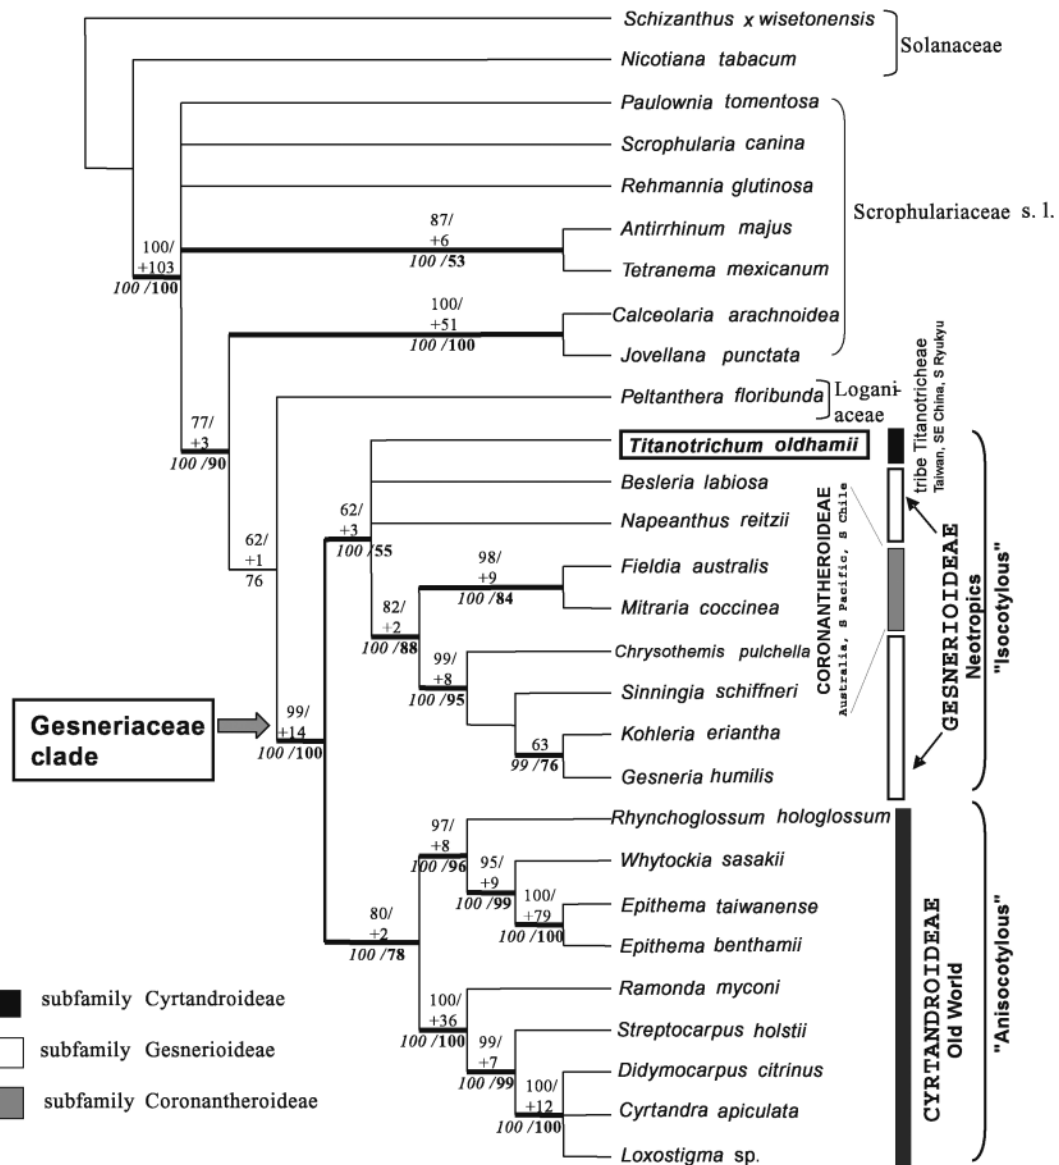 Schizanthus x wisetonensis
Solanaceae
Nicotiana tabacum
Paulownia tomentosa
Scrophularia canina
Rehmannia glutinosa
Scrophulariaceae s. l.
87/
+6
100/53
Antirrhinum majus
Tetranema mexicanum
100/
+103
100/100
100/
+51
100/100
Calceolaria arachnoidea
Jovellana punctata
Peltanthera floribunda
Logani-
aceae
77/
+3
100/90
Titanotrichum oldhamii
tribe Titanotricheae
Taiwan, SE China, S Ryukyu
Besleria labiosa
Napeanthus reitzii
62/
+3
100/55
62/
+1
76
98/
+9
100/84
Fieldia australis
Mitraria coccinea
82/
+2
100/88
99/
+8
100/95
Chrysothemis pulchella
Sinningia schiffneri
Kohleria eriantha
63
99/76
Gesneria humilis
CORONANTHEROIDEAE
Australia, S Pacific, S Chile
GESNERIOIDEAE
Neotropics
"Isocotylous"
Gesneriaceae
clade
99/
+14
100/100
97/
+8
100/96
Rhynchoglossum hologlossum
95/
+9
100/99
Whytockia sasakii
100/
+79
100/100
Epithema taiwanense
Epithema benthamii
80/
+2
100/78
100/
+36
100/100
Ramonda myconi
99/
+7
100/99
Streptocarpus holstii
100/
+12
100/100
Didymocarpus citrinus
Cyrtandra apiculata
Loxostigma sp.
CYRTANDROIDEAE
Old World
"Anisocotylous"
subfamily Cyrtandroideae
subfamily Gesnerioideae
subfamily Coronantheroideae